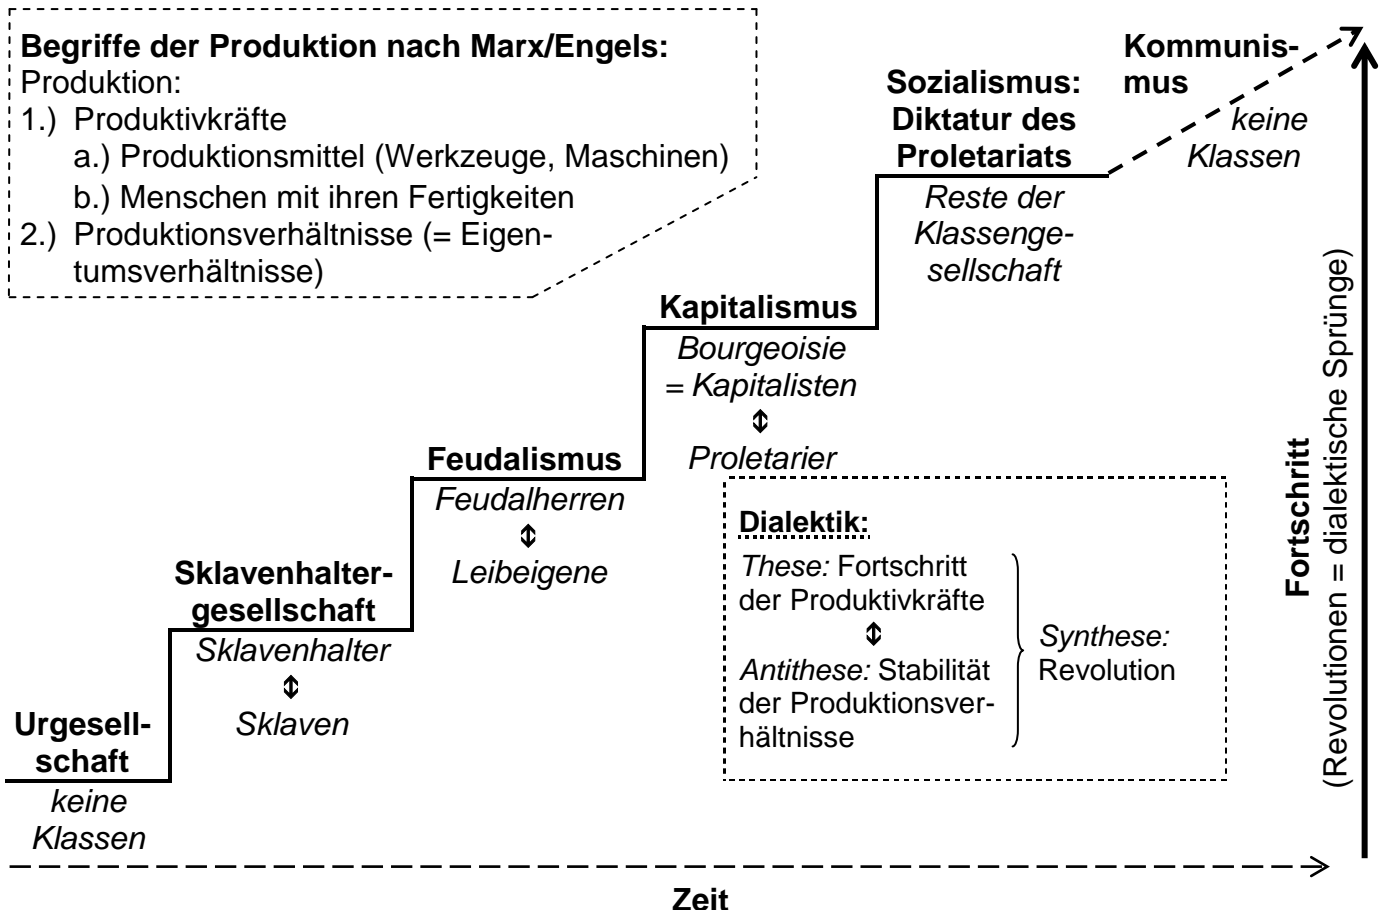 Begriffe der Produktion nach Marx/Engels:
Produktion:
1.) Produktivkräfte
a.) Produktionsmittel (Werkzeuge, Maschinen)
b.) Menschen mit ihren Fertigkeiten
2.) Produktionsverhältnisse (= Eigen-
tumsverhältnisse)
Kommunis-
mus
keine
Klassen
Sozialismus:
Diktatur des
Proletariats
Reste der
Klassenge-
sellschaft
Kapitalismus
Bourgeoisie
= Kapitalisten
⇕
Proletarier
Feudalismus
Feudalherren
⇕
Leibeigene
Sklavenhalter-
gesellschaft
Sklavenhalter
⇕
Sklaven
Urgesell-
schaft
keine
Klassen
Dialektik:
These: Fortschritt
der Produktivkräfte
⇕
Antithese: Stabilität
der Produktionsver-
hältnisse
Synthese:
Revolution
Fortschritt
(Revolutionen = dialektische Sprünge)
Zeit